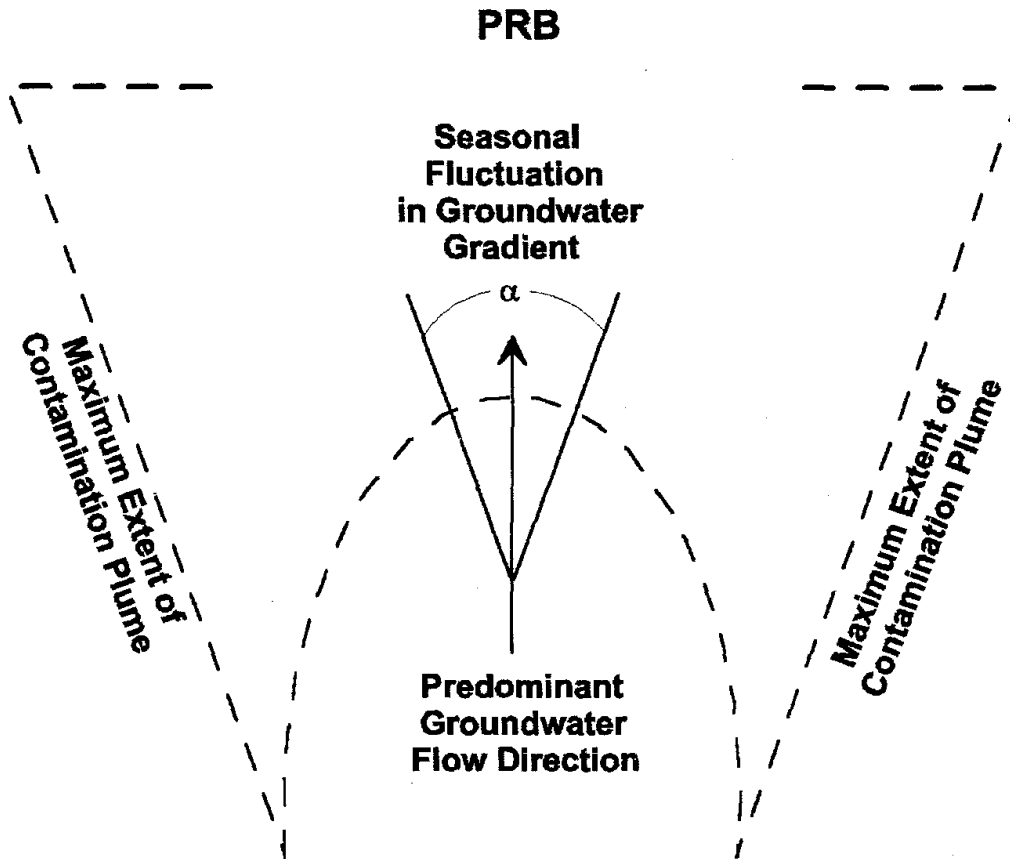 PRB
Seasonal
Fluctuation
in Groundwater
Gradient
α
Maximum Extent of
Contamination Plume
Maximum Extent of
Contamination Plume
Predominant
Groundwater
Flow Direction